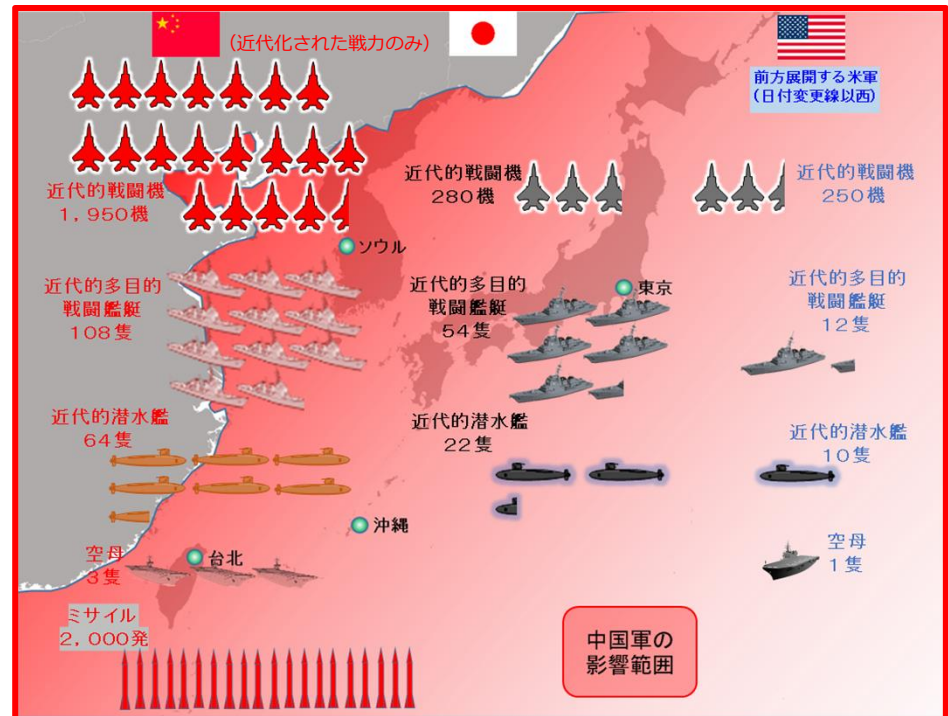 (近代化された戦力のみ)
前方展開する米軍
(日付変更線以西)
近代的戦闘機
1,950機
近代的戦闘機
280機
近代的戦闘機
250機
ソウル
近代的多目的
戦闘艦艇
108隻
近代的多目的
戦闘艦艇
54隻
東京
近代的多目的
戦闘艦艇
12隻
近代的潜水艦
64隻
近代的潜水艦
22隻
近代的潜水艦
10隻
沖縄
空母
3隻
台北
空母
1隻
ミサイル
2,000発
中国軍の
影響範囲